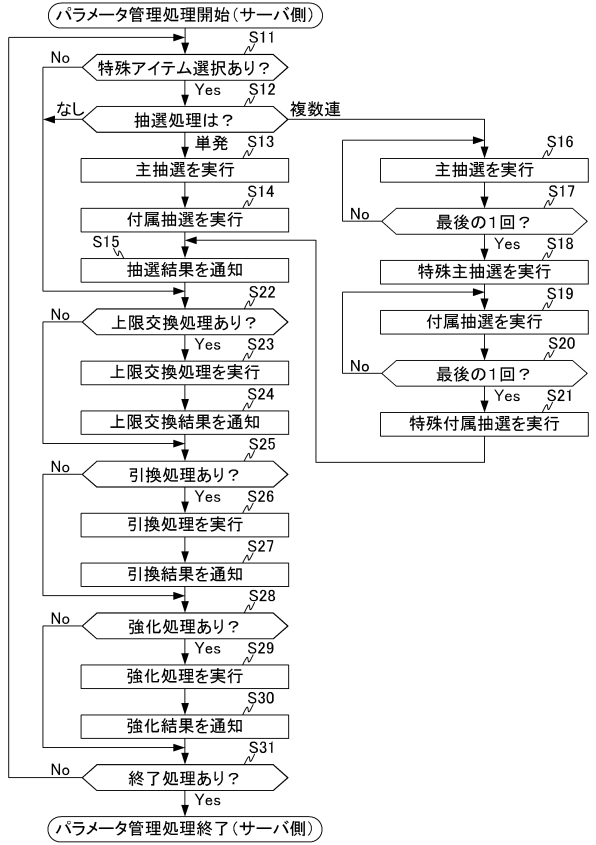 パラメータ管理処理開始(サーバ側)
S11
No
特殊アイテム選択あり?
Yes
S12
なし
抽選処理は?
複数連
単発
S13
主抽選を実行
S14
付属抽選を実行
S15
抽選結果を通知
S16
主抽選を実行
S17
No
最後の1回?
Yes
S18
特殊主抽選を実行
S19
付属抽選を実行
S20
No
最後の1回?
Yes
S21
特殊付属抽選を実行
S22
No
上限交換処理あり?
Yes
S23
上限交換処理を実行
S24
上限交換結果を通知
S25
No
引換処理あり?
Yes
S26
引換処理を実行
S27
引換結果を通知
S28
No
強化処理あり?
Yes
S29
強化処理を実行
S30
強化結果を通知
S31
No
終了処理あり?
Yes
パラメータ管理処理終了(サーバ側)